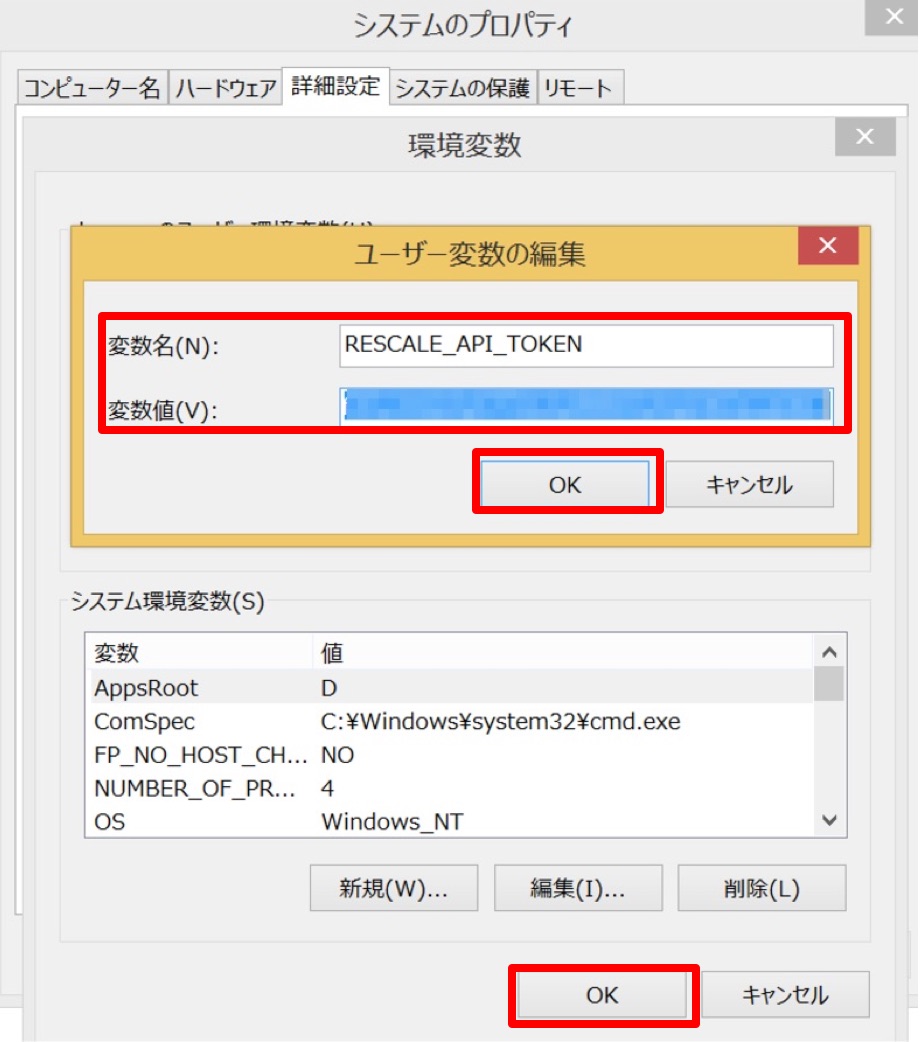 システムのプロパティ
コンピューター名 ハードウェア 詳細設定 システムの保護 リモート
環境変数
ユーザー変数の編集
変数名(N): RESCALE_API_TOKEN
変数値(V):
OK キャンセル
システム環境変数(S)
変数 値
AppsRoot D
ComSpec C:¥Windows¥system32¥cmd.exe
FP_NO_HOST_CH... NO
NUMBER_OF_PR... 4
OS Windows_NT
新規(W)... 編集(I)... 削除(L)
OK キャンセル